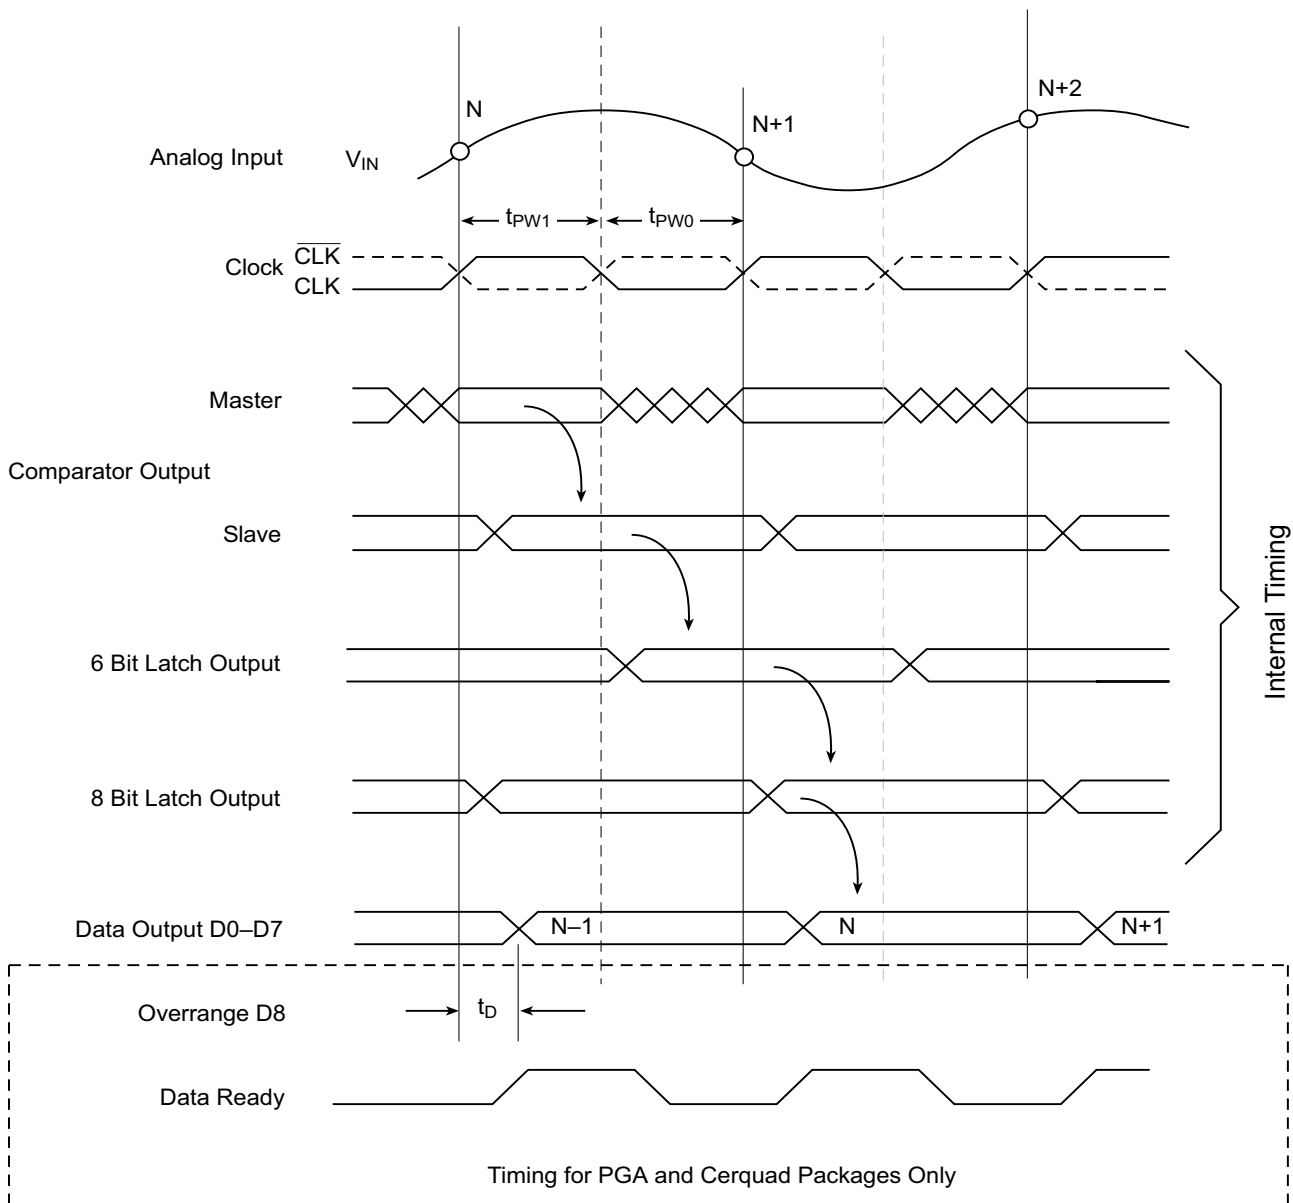 N+2
N
N+1
Analog Input
VIN
tPW1
tPW0
Clock
CLK
CLK
Master
Comparator Output
Slave
Internal Timing
6 Bit Latch Output
8 Bit Latch Output
Data Output D0–D7
N–1
N
N+1
Overrange D8
tD
Data Ready
Timing for PGA and Cerquad Packages Only